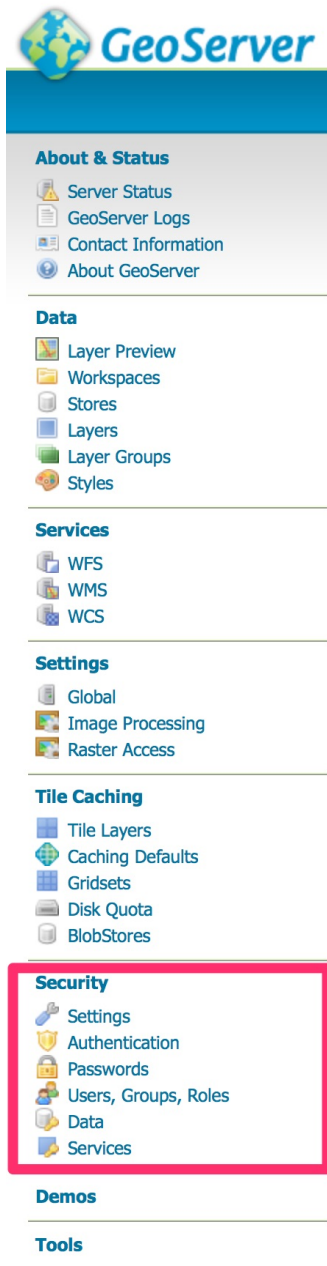 GeoServer
About & Status
Server Status
GeoServer Logs
Contact Information
About GeoServer
Data
Layer Preview
Workspaces
Stores
Layers
Layer Groups
Styles
Services
WFS
WMS
WCS
Settings
Global
Image Processing
Raster Access
Tile Caching
Tile Layers
Caching Defaults
Gridsets
Disk Quota
BlobStores
Security
Settings
Authentication
Passwords
Users, Groups, Roles
Data
Services
Demos
Tools